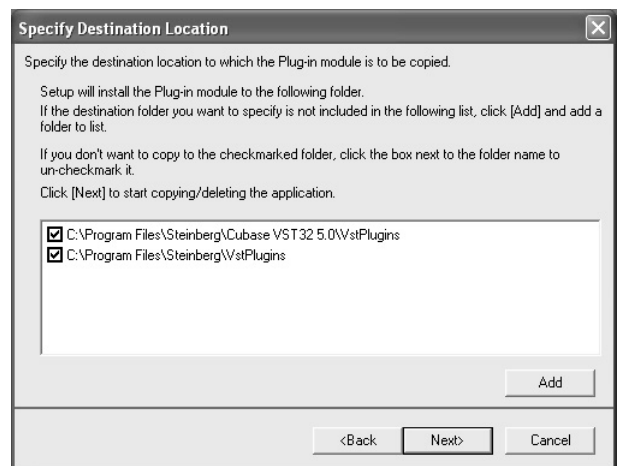 Specify Destination Location
Specify the destination location to which the Plug-in module is to be copied.
Setup will install the Plug-in module to the following folder.
If the destination folder you want to specify is not included in the following list, click [Add] and add a
folder to list.
If you don't want to copy to the checkmarked folder, click the box next to the folder name to
un-checkmark it.
Click [Next] to start copying/deleting the application.
C:\Program Files\Steinberg\Cubase VST32 5.0\VstPlugins
C:\Program Files\Steinberg\VstPlugins
Add
<Back
Next>
Cancel